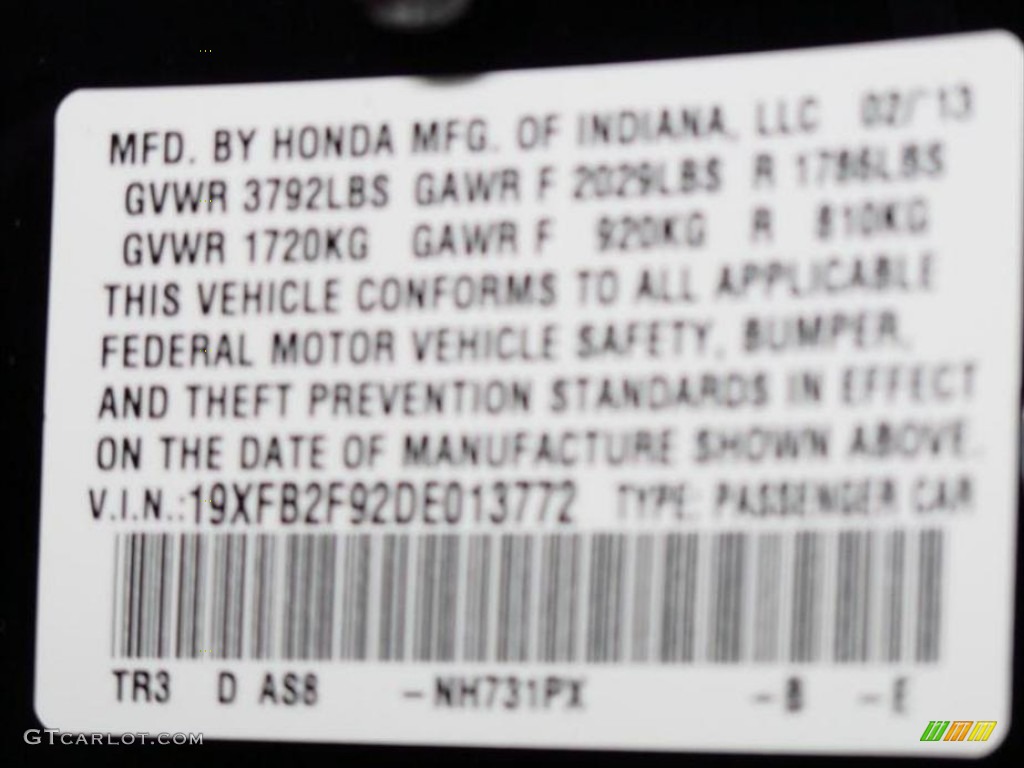 MFD. BY HONDA MFG. OF INDIANA, LLC 02/'13
GVWR 3792LBS GAWR F 2029LBS R 1786LBS
GVWR 1720KG GAWR F 920KG R 810KG
THIS VEHICLE CONFORMS TO ALL APPLICABLE
FEDERAL MOTOR VEHICLE SAFETY, BUMPER,
AND THEFT PREVENTION STANDARDS IN EFFECT
ON THE DATE OF MANUFACTURE SHOWN ABOVE.
V.I.N.:19XFB2F92DE013772 TYPE: PASSENGER CAR
TR3 D AS8 -NH731PX -B -E
GTCARLOT.COM